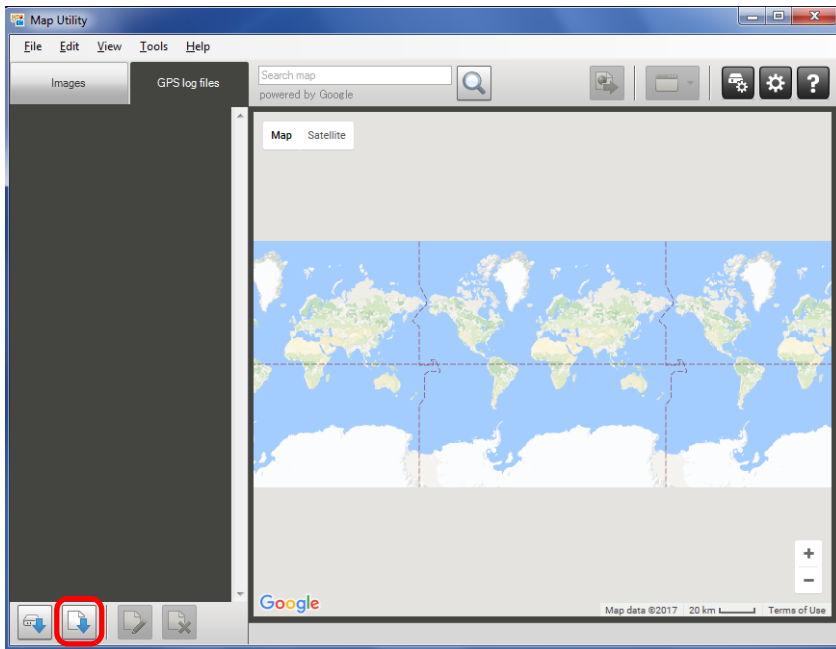 Map Utility
File Edit View Tools Help
Images GPS log files
Search map
powered by Google
?
Map Satellite
+
−
Google
Map data ©2017 20 km Terms of Use